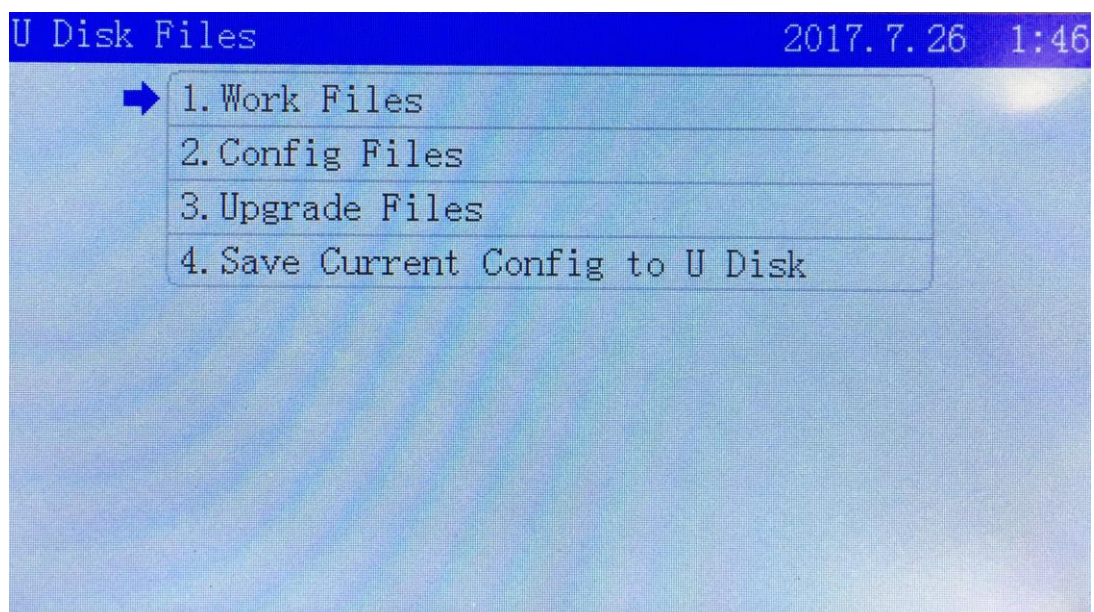 U Disk Files 2017.7.26 1:46
1.Work Files
2.Config Files
3.Upgrade Files
4.Save Current Config to U Disk